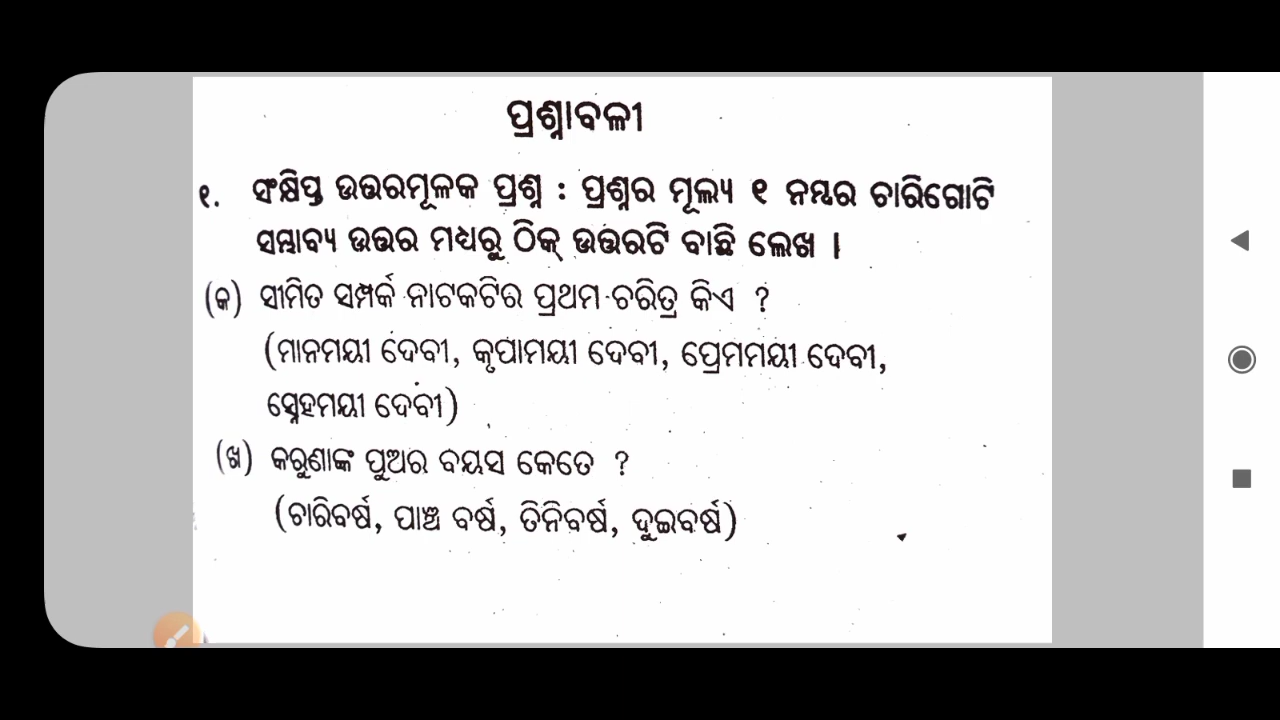 ପ୍ରଶ୍ନାବଳୀ
୧. ସଂକ୍ଷିପ୍ତ ଉତ୍ତରମୂଳକ ପ୍ରଶ୍ନ : ପ୍ରଶ୍ନର ମୂଲ୍ୟ ୧ ନମ୍ବର ଚାରିଗୋଟି
ସମ୍ଭାବ୍ୟ ଉତ୍ତର ମଧ୍ୟରୁ ଠିକ୍ ଉତ୍ତରଟି ବାଛି ଲେଖ ।
(କ) ସୀମିତ ସମ୍ପର୍କ ନାଟକଟିର ପ୍ରଥମ ଚରିତ୍ର କିଏ ?
(ମାନମୟୀ ଦେବୀ, କୃପାମୟୀ ଦେବୀ, ପ୍ରେମମୟୀ ଦେବୀ,
ସ୍ନେହମୟୀ ଦେବୀ)
(ଖ) କରୁଣାଙ୍କ ପୁଅର ବୟସ କେତେ ?
(ଚାରିବର୍ଷ, ପାଞ୍ଚ ବର୍ଷ, ତିନିବର୍ଷ, ଦୁଇବର୍ଷ)